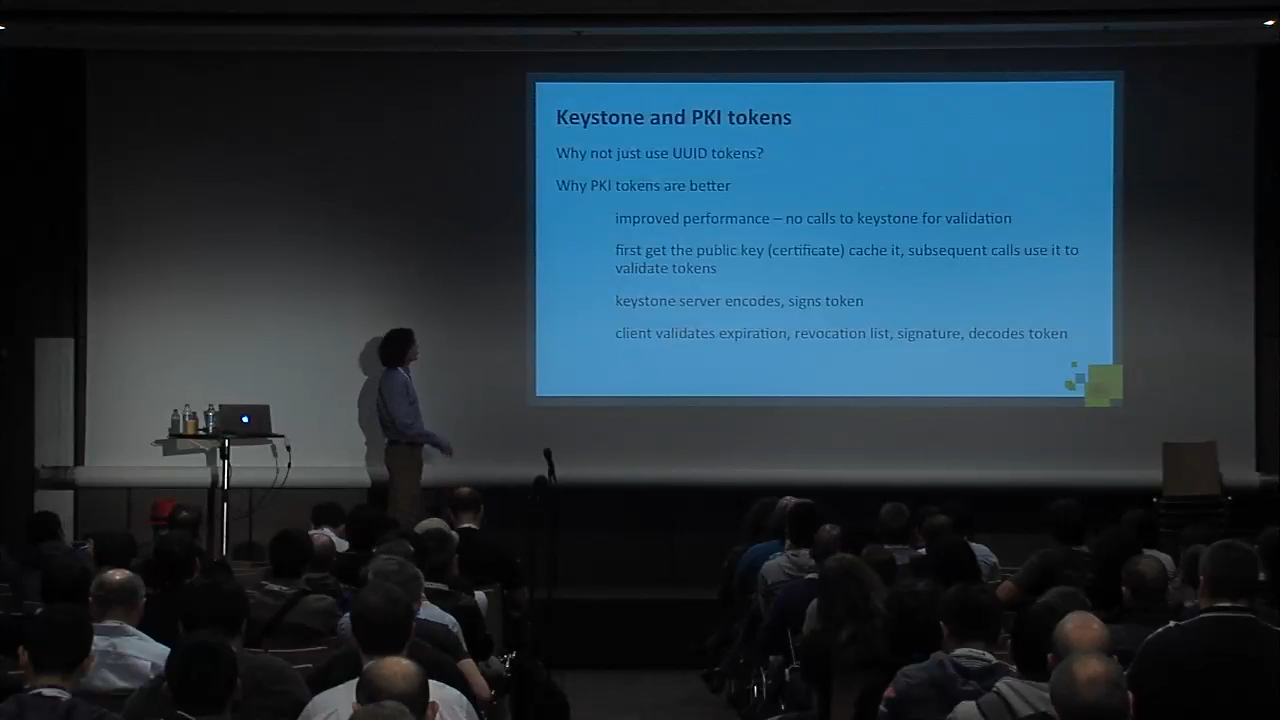 Keystone and PKI tokens
Why not just use UUID tokens?
Why PKI tokens are better
improved performance – no calls to keystone for validation
first get the public key (certificate) cache it, subsequent calls use it to
validate tokens
keystone server encodes, signs token
client validates expiration, revocation list, signature, decodes token